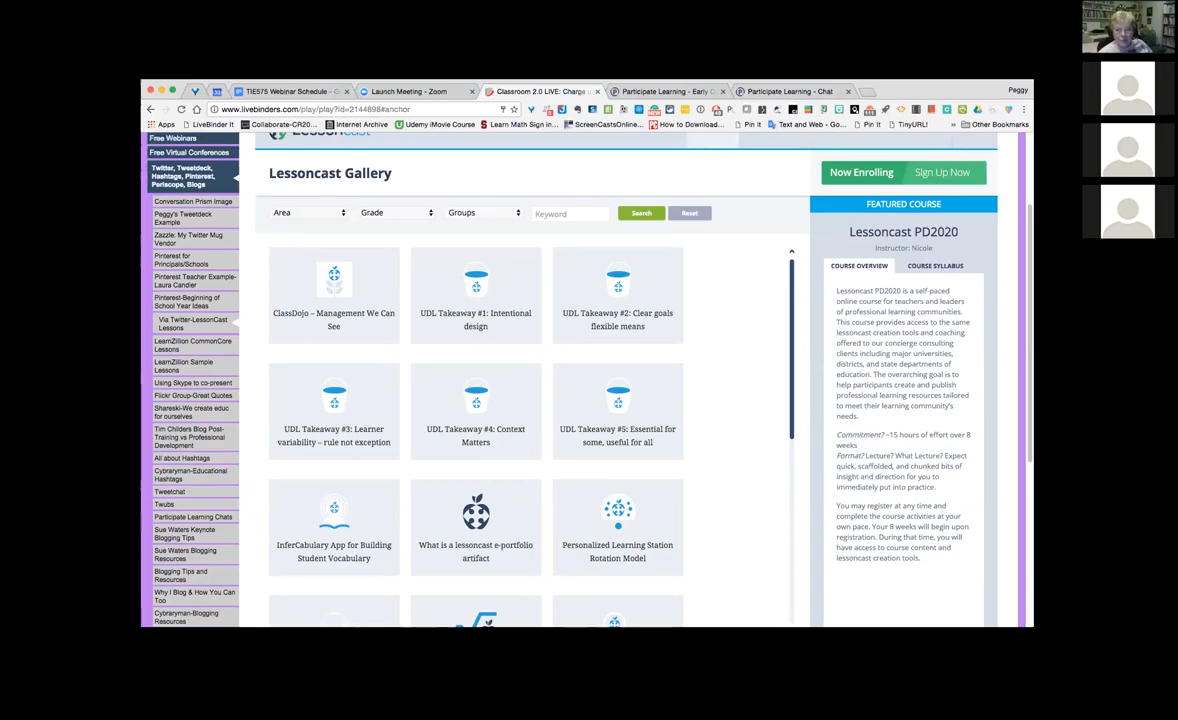 TIE575 Webinar Schedule - G
Launch Meeting - Zoom
Classroom 2.0 LIVE: Charge u
Participate Learning - Early C
Participate Learning - Chat
Peggy
www.livebinders.com/play/play?id=2144898#anchor
Apps
LiveBinder It
Collaborate-CR20...
Internet Archive
Udemy iMovie Course
Learn Math Sign in...
ScreenCastsOnline...
How to Download...
Pin It
Text and Web - Go...
Pin It
TinyURL!
» Other Bookmarks
Free Webinars
Free Virtual Conferences
Twitter, Tweetdeck,
Hashtags, Pinterest,
Periscope, Blogs
Conversation Prism Image
Peggy's Tweetdeck
Example
Zazzle: My Twitter Mug
Vendor
Pinterest for
Principals/Schools
Pinterest Teacher Example-
Laura Candler
Pinterest-Beginning of
School Year Ideas
Via Twitter-LessonCast
Lessons
LearnZillion CommonCore
Lessons
LearnZillion Sample
Lessons
Using Skype to co-present
Flickr Group-Great Quotes
Shareski-We create educ
for ourselves
Tim Childers Blog Post-
Training vs Professional
Development
All about Hashtags
Cybraryman-Educational
Hashtags
Tweetchat
Twubs
Participate Learning Chats
Sue Waters Keynote
Blogging Tips
Sue Waters Blogging
Resources
Blogging Tips and
Resources
Why I Blog & How You Can
Too
Cybraryman-Blogging
Resources
Lessoncast Gallery
Area
Grade
Groups
Keyword
Search
Reset
ClassDojo – Management We Can
See
UDL Takeaway #1: Intentional
design
UDL Takeaway #2: Clear goals
flexible means
UDL Takeaway #3: Learner
variability – rule not exception
UDL Takeaway #4: Context
Matters
UDL Takeaway #5: Essential for
some, useful for all
InferCabulary App for Building
Student Vocabulary
What is a lessoncast e-portfolio
artifact
Personalized Learning Station
Rotation Model
Now Enrolling
Sign Up Now
FEATURED COURSE
Lessoncast PD2020
Instructor: Nicole
COURSE OVERVIEW
COURSE SYLLABUS
Lessoncast PD2020 is a self-paced
online course for teachers and leaders
of professional learning communities.
This course provides access to the same
lessoncast creation tools and coaching
offered to our concierge consulting
clients including major universities,
districts, and state departments of
education. The overarching goal is to
help participants create and publish
professional learning resources tailored
to meet their learning community's
needs.
Commitment? ~15 hours of effort over 8
weeks
Format? Lecture? What Lecture? Expect
quick, scaffolded, and chunked bits of
insight and direction for you to
immediately put into practice.
You may register at any time and
complete the course activities at your
own pace. Your 8 weeks will begin upon
registration. During that time, you will
have access to course content and
lessoncast creation tools.